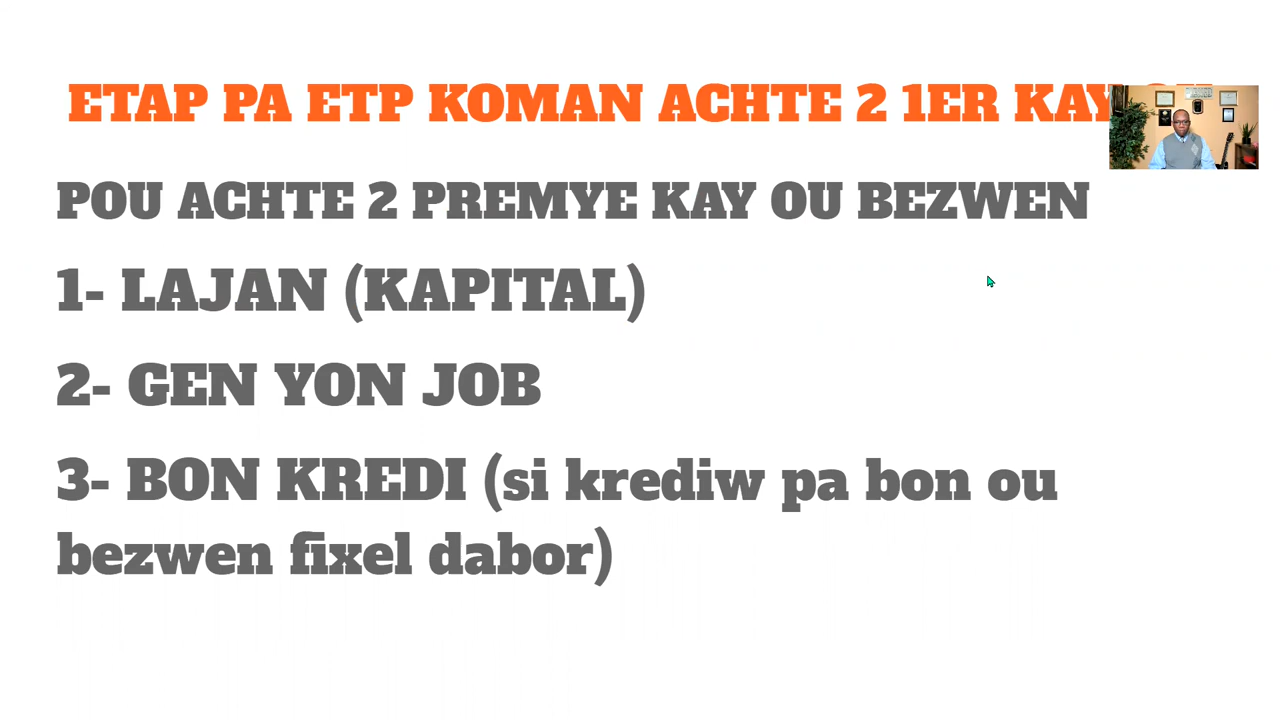 ETAP PA ETP KOMAN ACHTE 2 1ER KAY
POU ACHTE 2 PREMYE KAY OU BEZWEN
1- LAJAN (KAPITAL)
2- GEN YON JOB
3- BON KREDI (si krediw pa bon ou
bezwen fixel dabor)